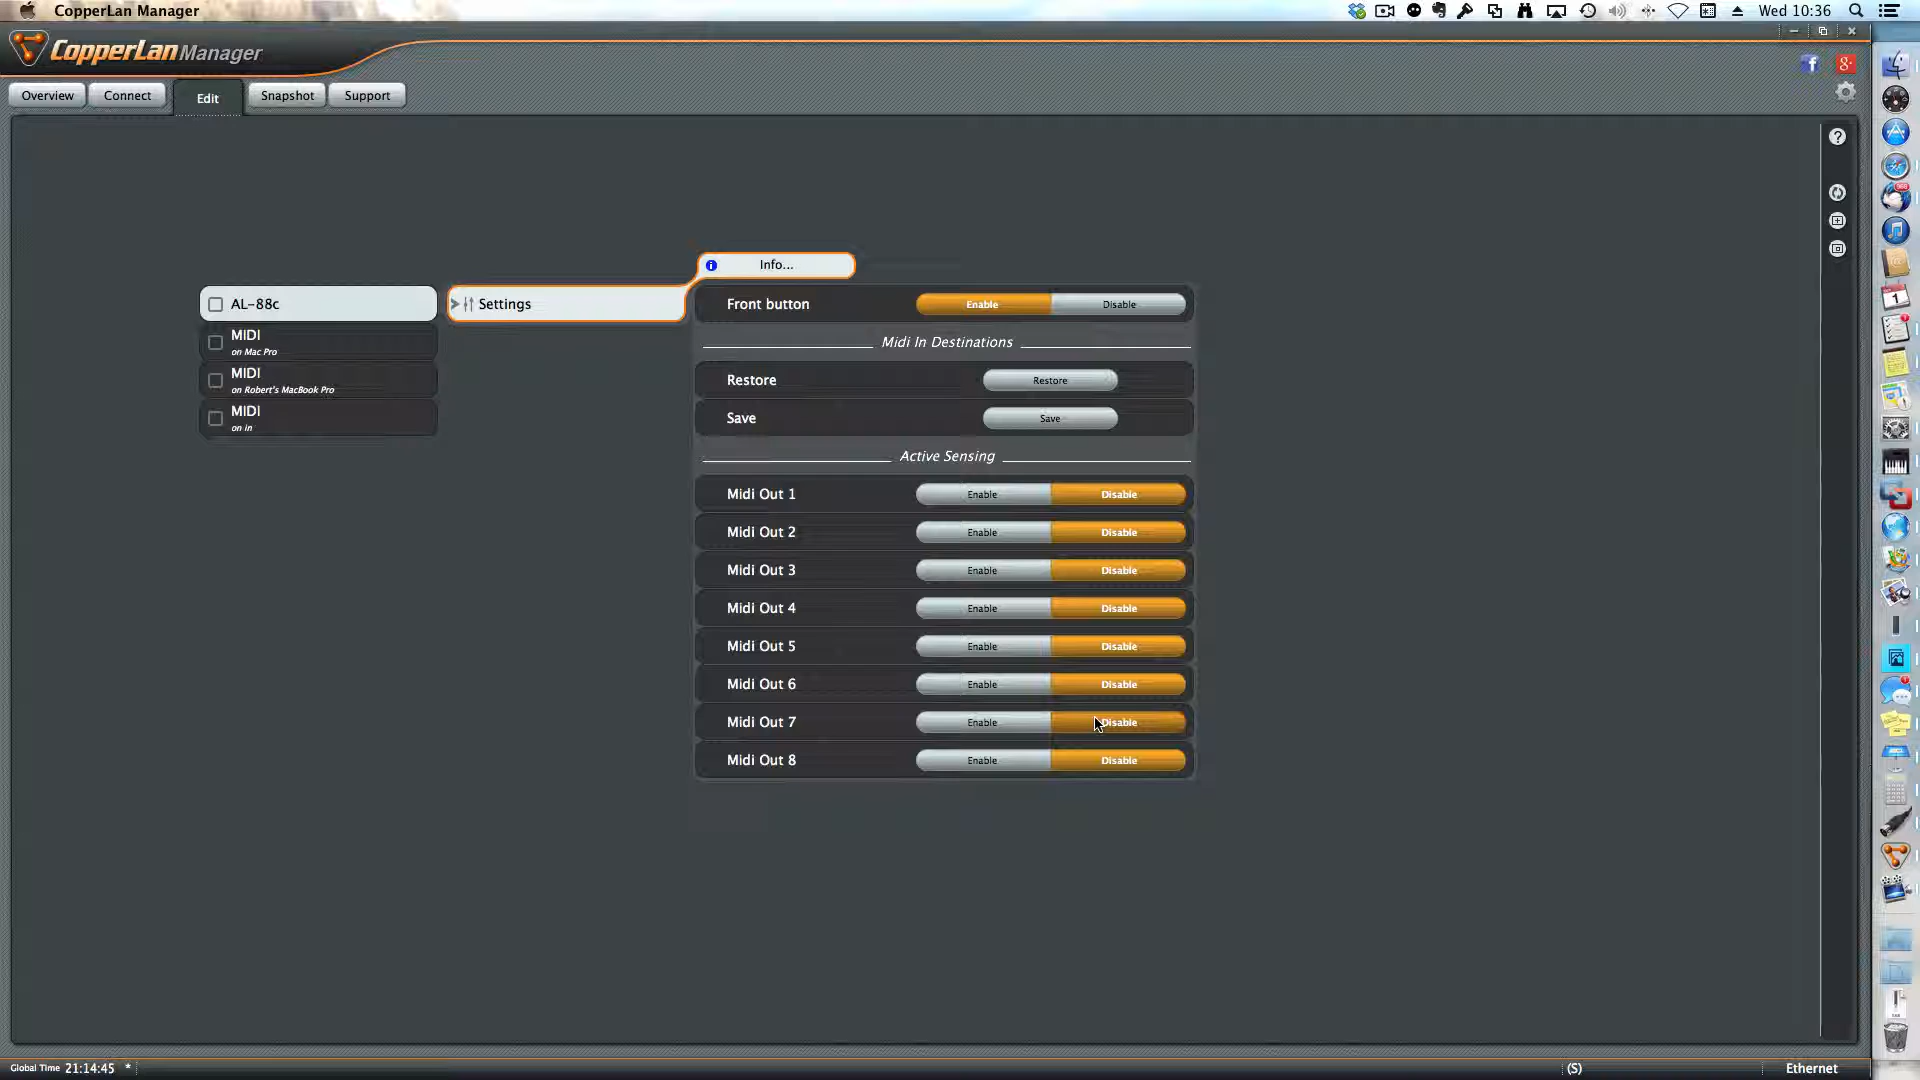 CopperLan Manager
Wed 10:36
CopperLan Manager
Overview
Connect
Edit
Snapshot
Support
Info...
AL-88c
Settings
Front button
Enable
Disable
MIDI
on Mac Pro
Midi In Destinations
MIDI
on Robert's MacBook Pro
Restore
Restore
MIDI
on in
Save
Save
Active Sensing
Midi Out 1
Enable
Disable
Midi Out 2
Enable
Disable
Midi Out 3
Enable
Disable
Midi Out 4
Enable
Disable
Midi Out 5
Enable
Disable
Midi Out 6
Enable
Disable
Midi Out 7
Enable
Disable
Midi Out 8
Enable
Disable
Global Time 21:14:45 *
(S)
Ethernet